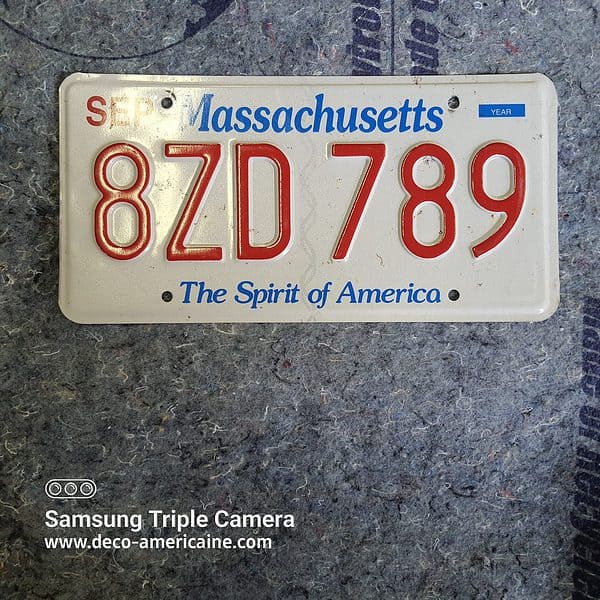 SEP Massachusetts YEAR
8ZD 789
The Spirit of America
Samsung Triple Camera
www.deco-americaine.com